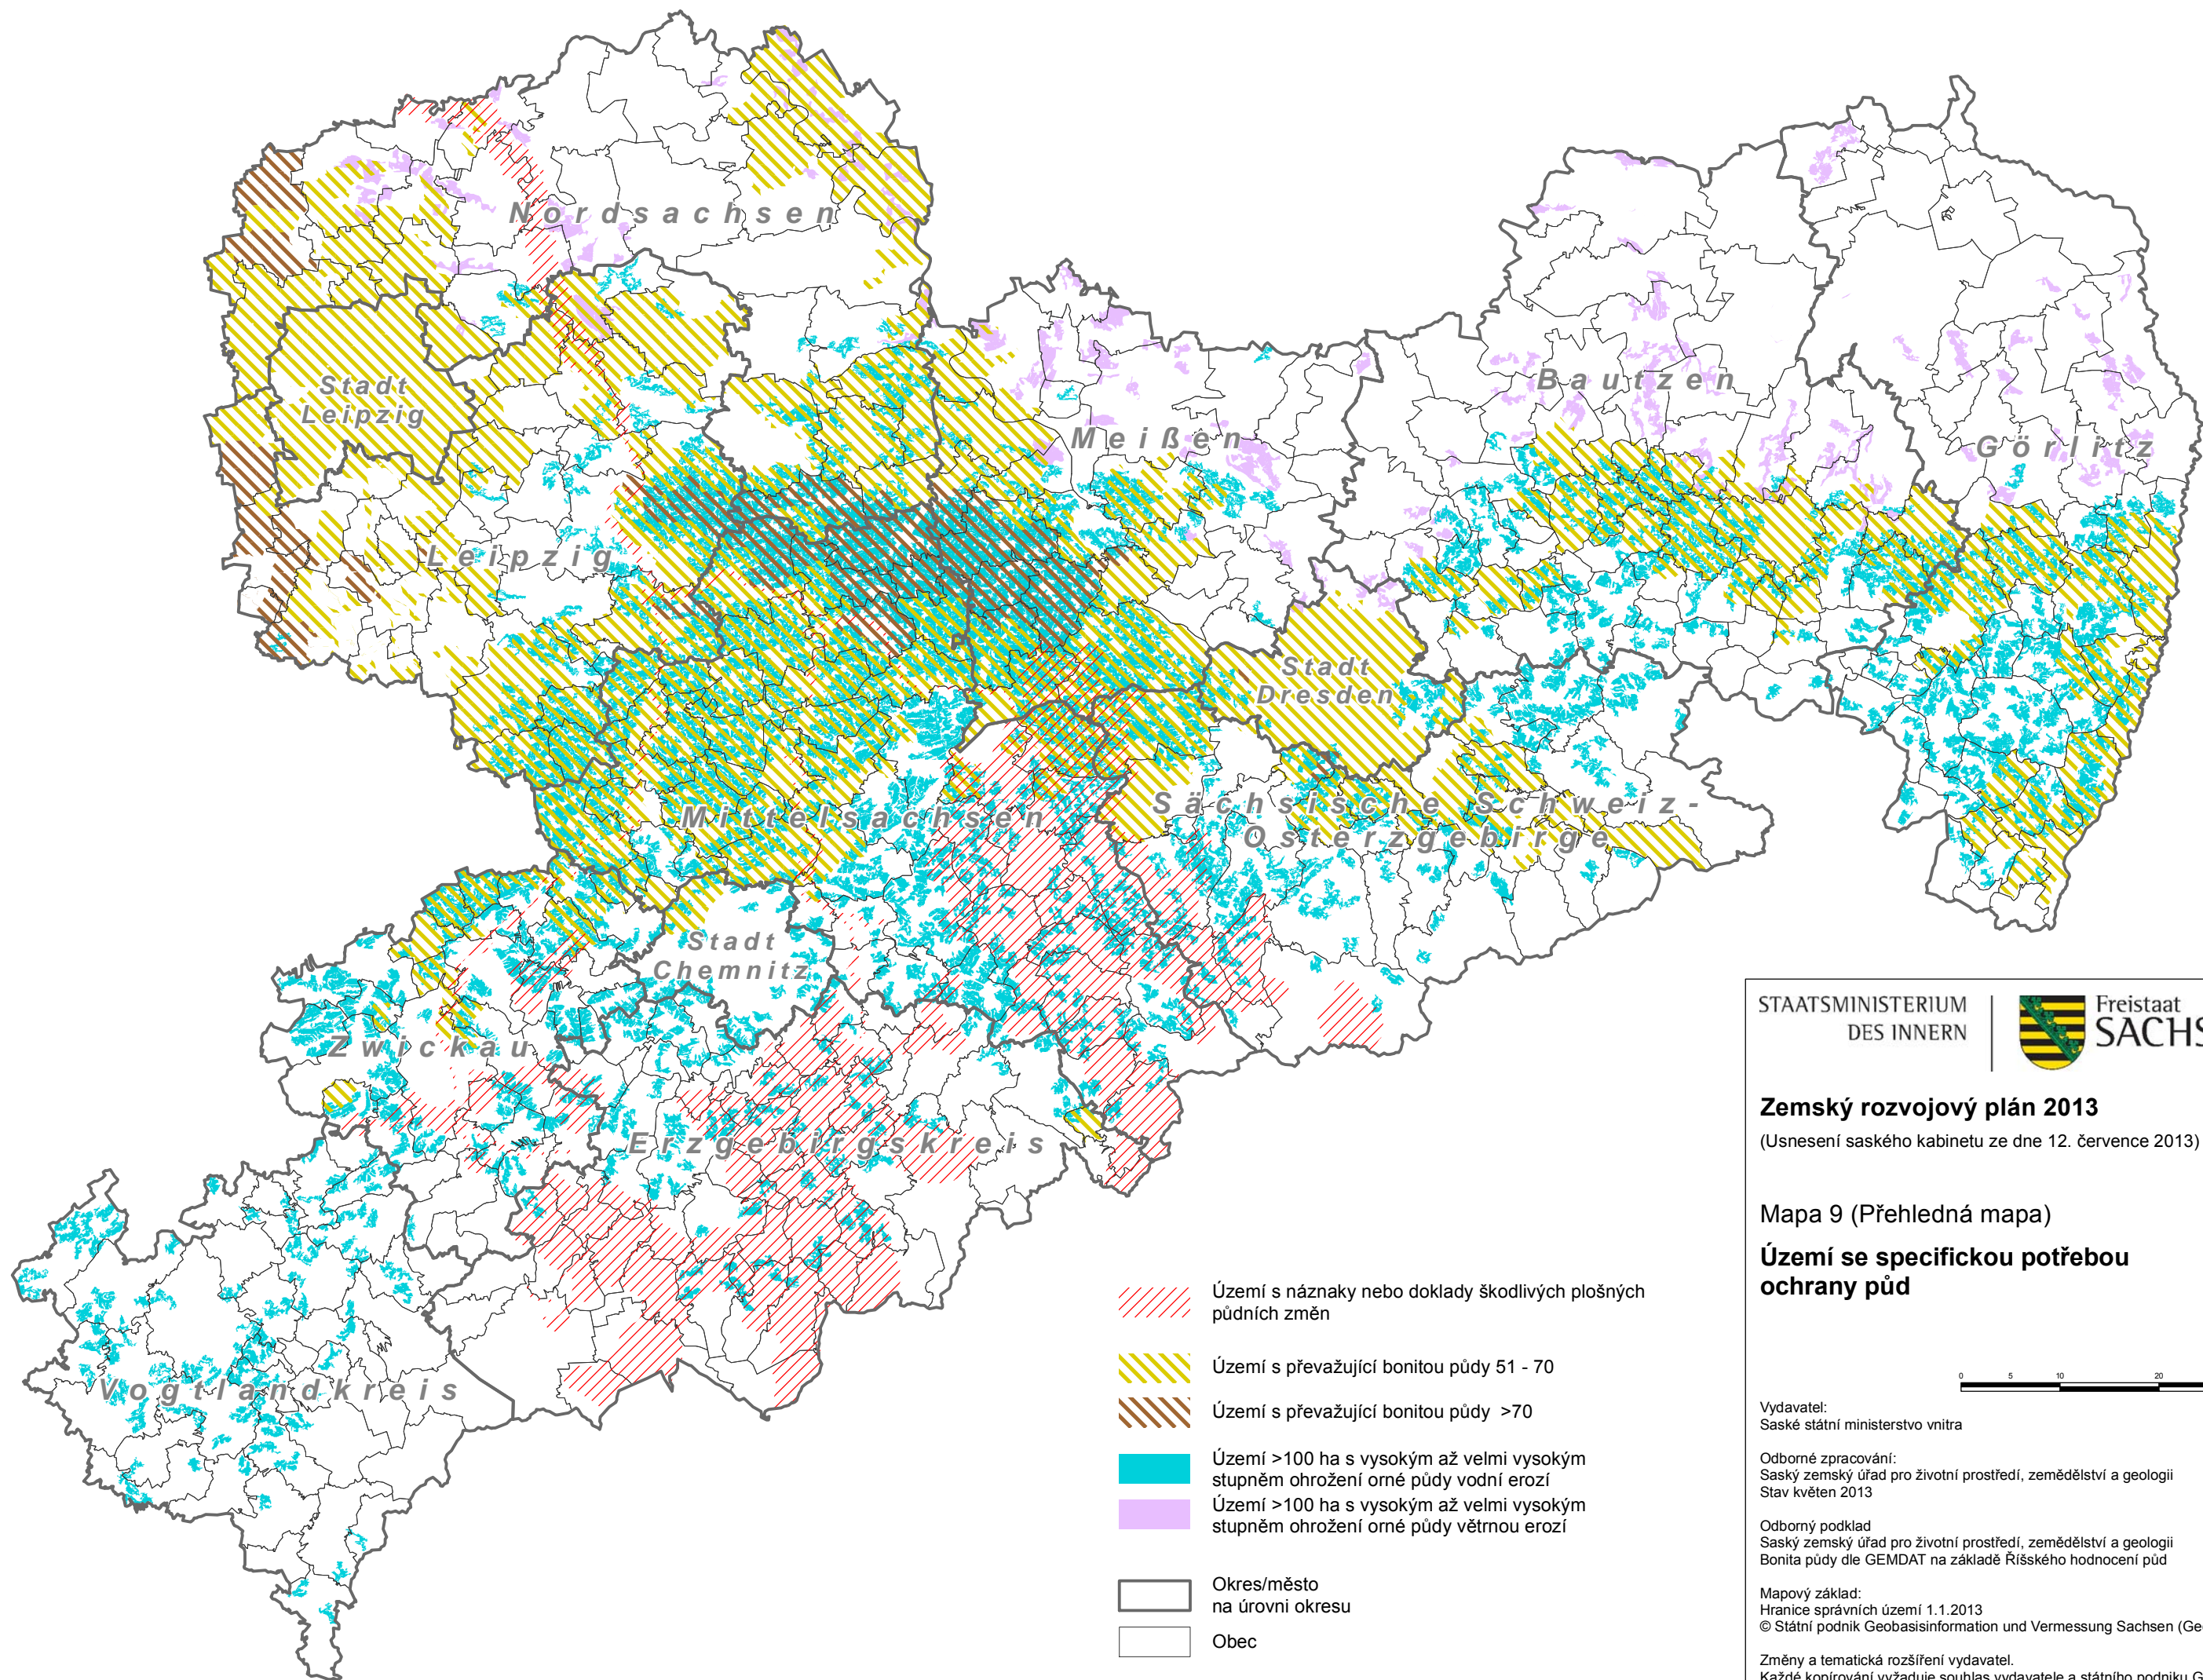 Nordsachsen
Stadt
Leipzig
Leipzig
Meißen
Bautzen
Görlitz
Stadt
Dresden
Mittelsachsen
Sächsische Schweiz-
Osterzgebirge
Stadt
Chemnitz
Zwickau
Erzgebirgskreis
Vogtlandkreis
Území s náznaky nebo doklady škodlivých plošných
půdních změn
Území s převažující bonitou půdy 51 - 70
Území s převažující bonitou půdy >70
Území >100 ha s vysokým až velmi vysokým
stupněm ohrožení orné půdy vodní erozí
Území >100 ha s vysokým až velmi vysokým
stupněm ohrožení orné půdy větrnou erozí
Okres/město
na úrovni okresu
Obec
STAATSMINISTERIUM
DES INNERN
Freistaat
SACHS
Zemský rozvojový plán 2013
(Usnesení saského kabinetu ze dne 12. července 2013)
Mapa 9 (Přehledná mapa)
Území se specifickou potřebou
ochrany půd
0 5 10 20
Vydavatel:
Saské státní ministerstvo vnitra
Odborné zpracování:
Saský zemský úřad pro životní prostředí, zemědělství a geologii
Stav květen 2013
Odborný podklad
Saský zemský úřad pro životní prostředí, zemědělství a geologii
Bonita půdy dle GEMDAT na základě Říšského hodnocení půd
Mapový základ:
Hranice správních území 1.1.2013
© Státní podnik Geobasisinformation und Vermessung Sachsen (Ge
Změny a tematická rozšíření vydavatel.
Každé kopírování vyžaduje souhlas vydavatele a státního podniku G